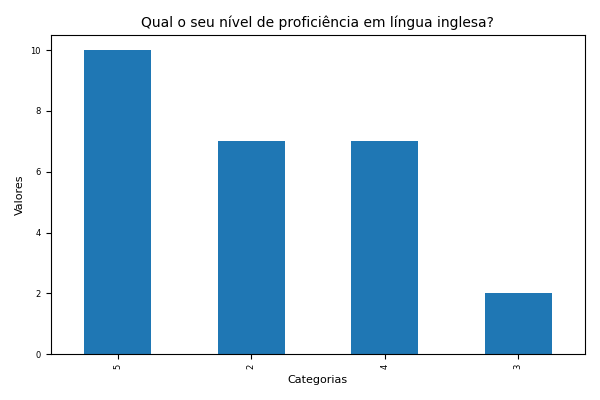 Qual o seu nível de proficiência em língua inglesa?
10
8
6
4
2
0
Valores
5 2 4 3
Categorias